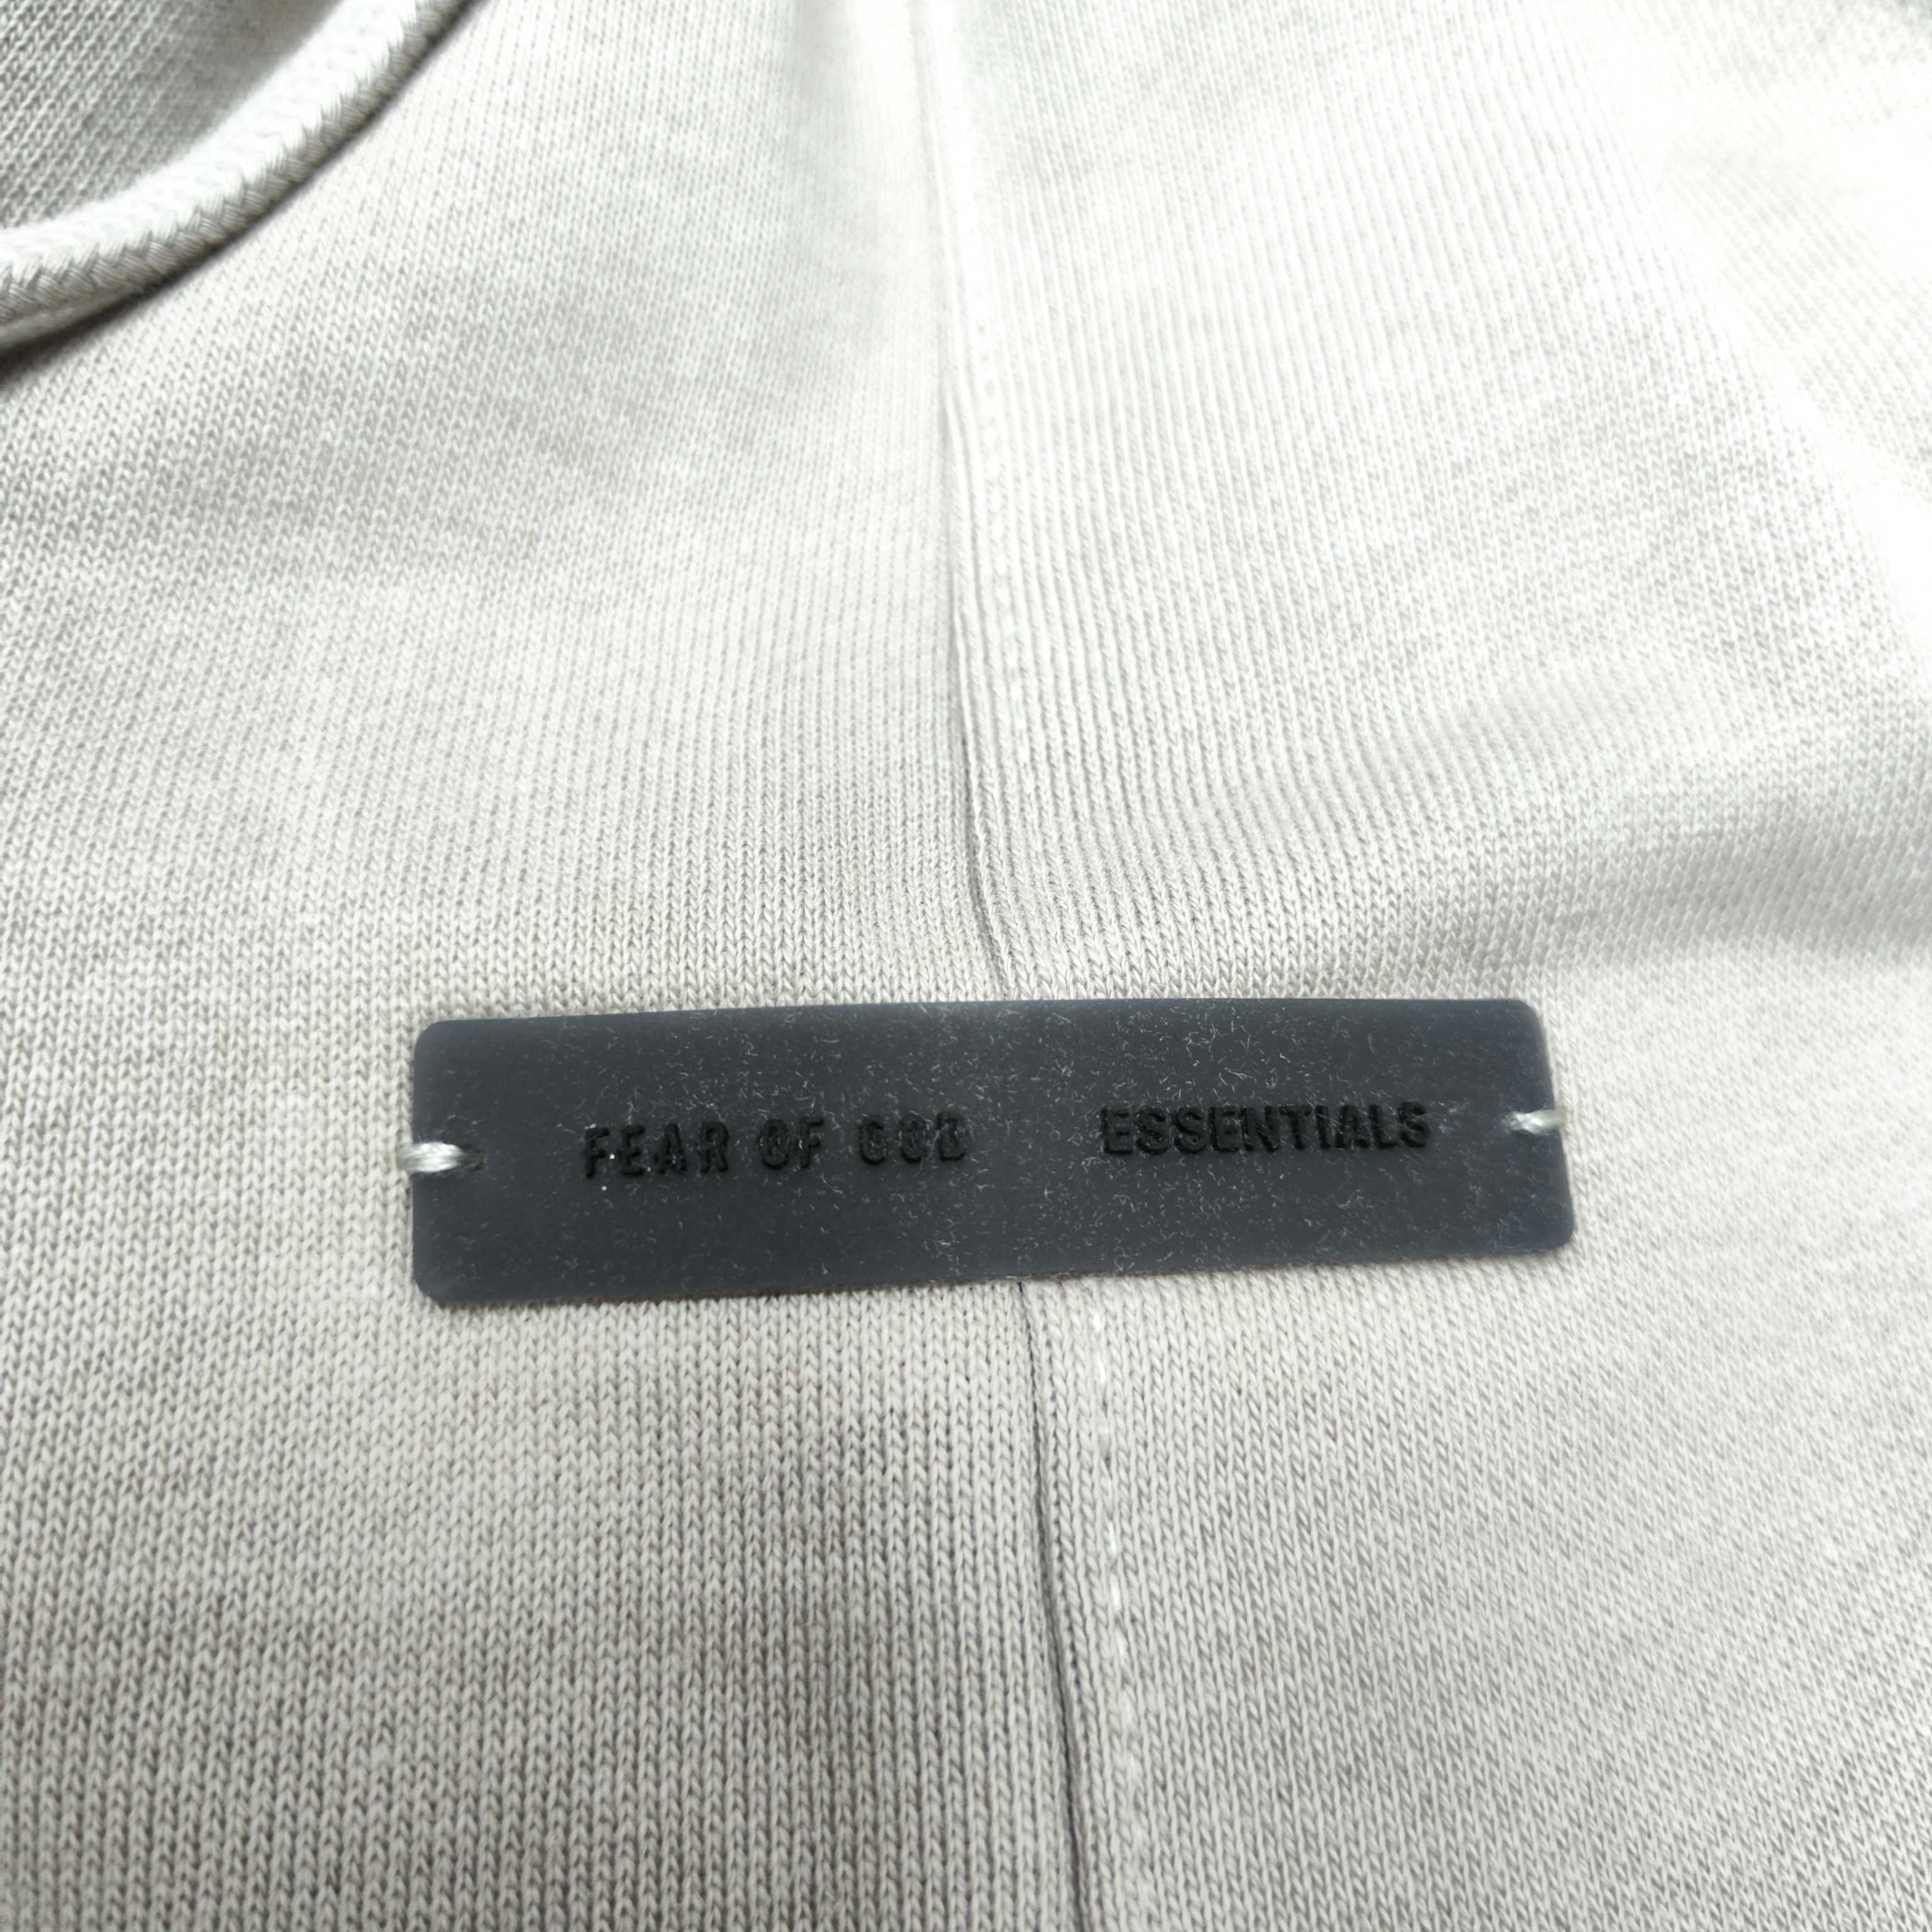 FEAR OF GOD ESSENTIALS